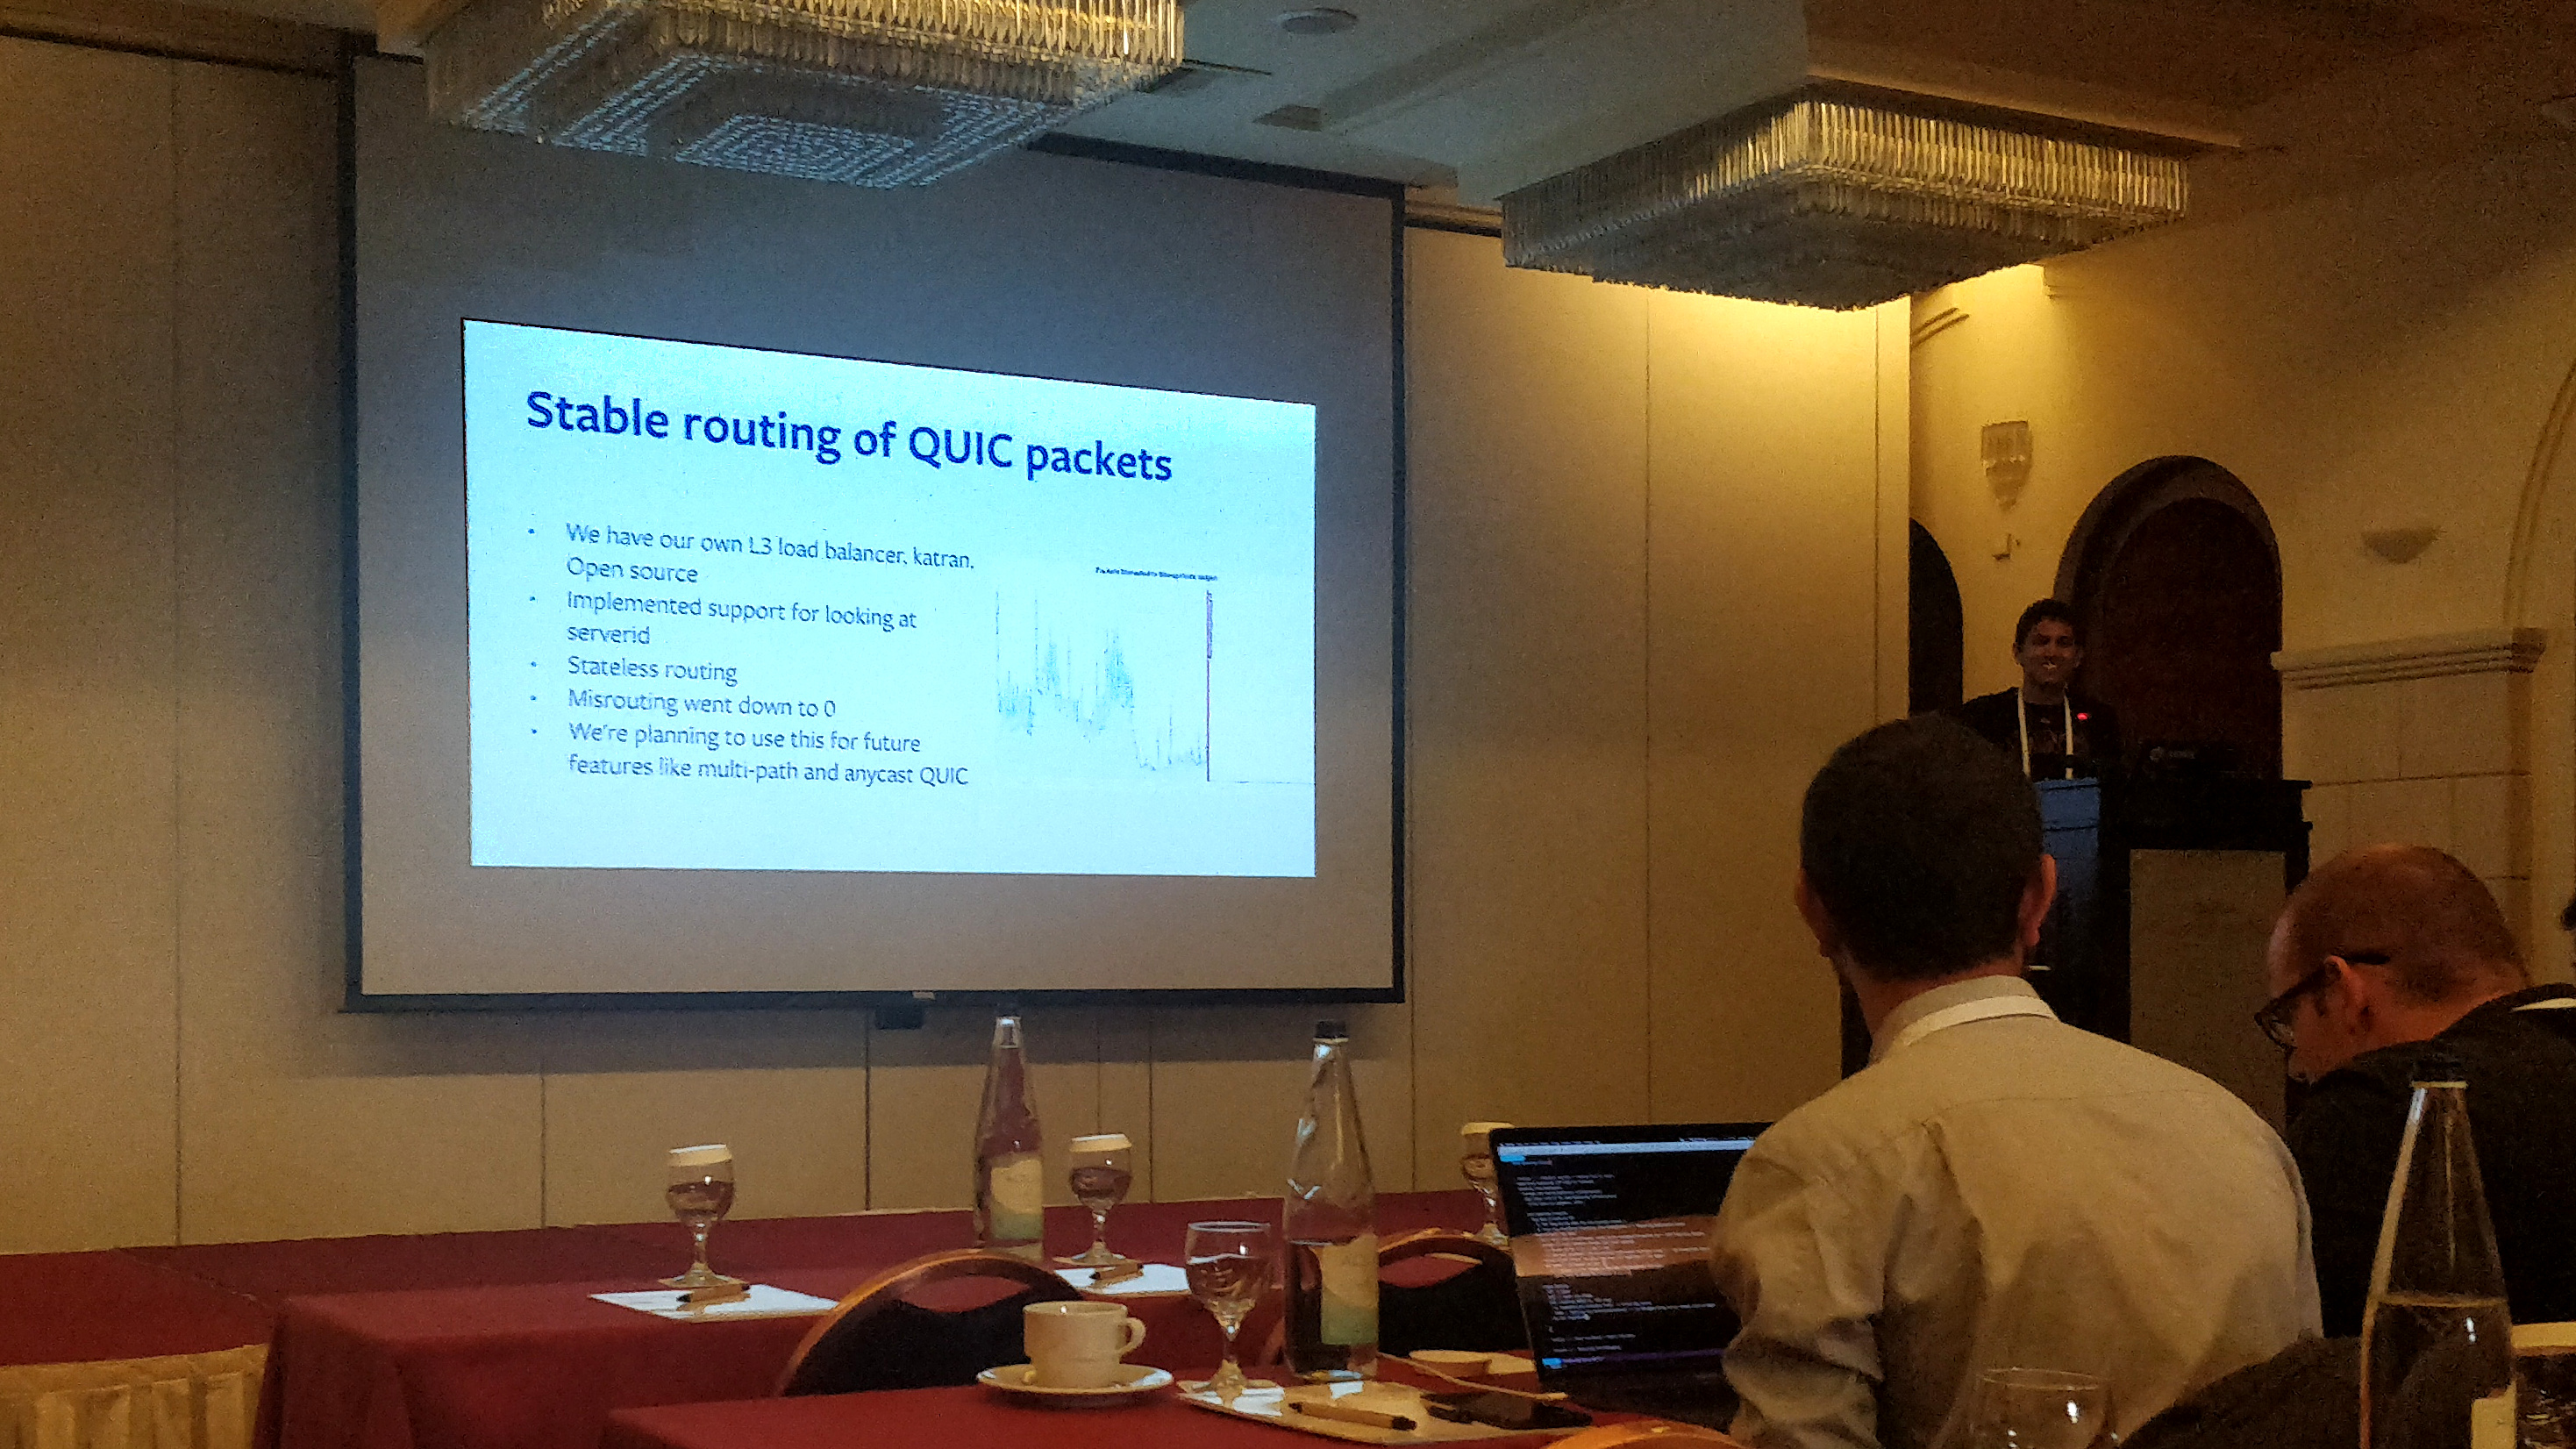 Stable routing of QUIC packets
• We have our own L3 load balancer, katran.
Open source
• Implemented support for looking at
serverid
• Stateless routing
• Misrouting went down to 0
• We're planning to use this for future
features like multi-path and anycast QUIC